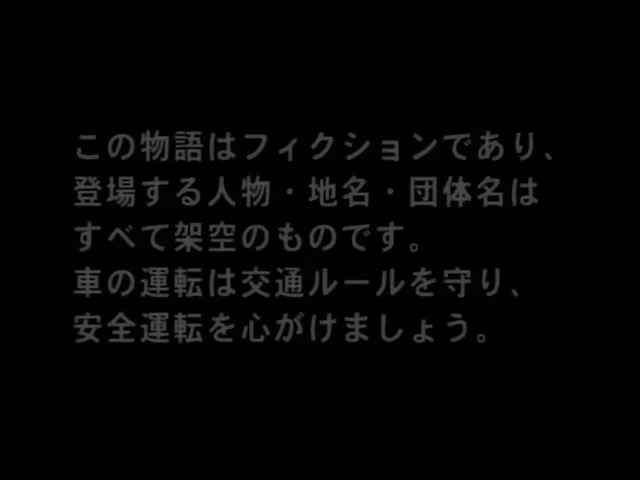 この物語はフィクションであり、
登場する人物・地名・団体名は
すべて架空のものです。
車の運転は交通ルールを守り、
安全運転を心がけましょう。